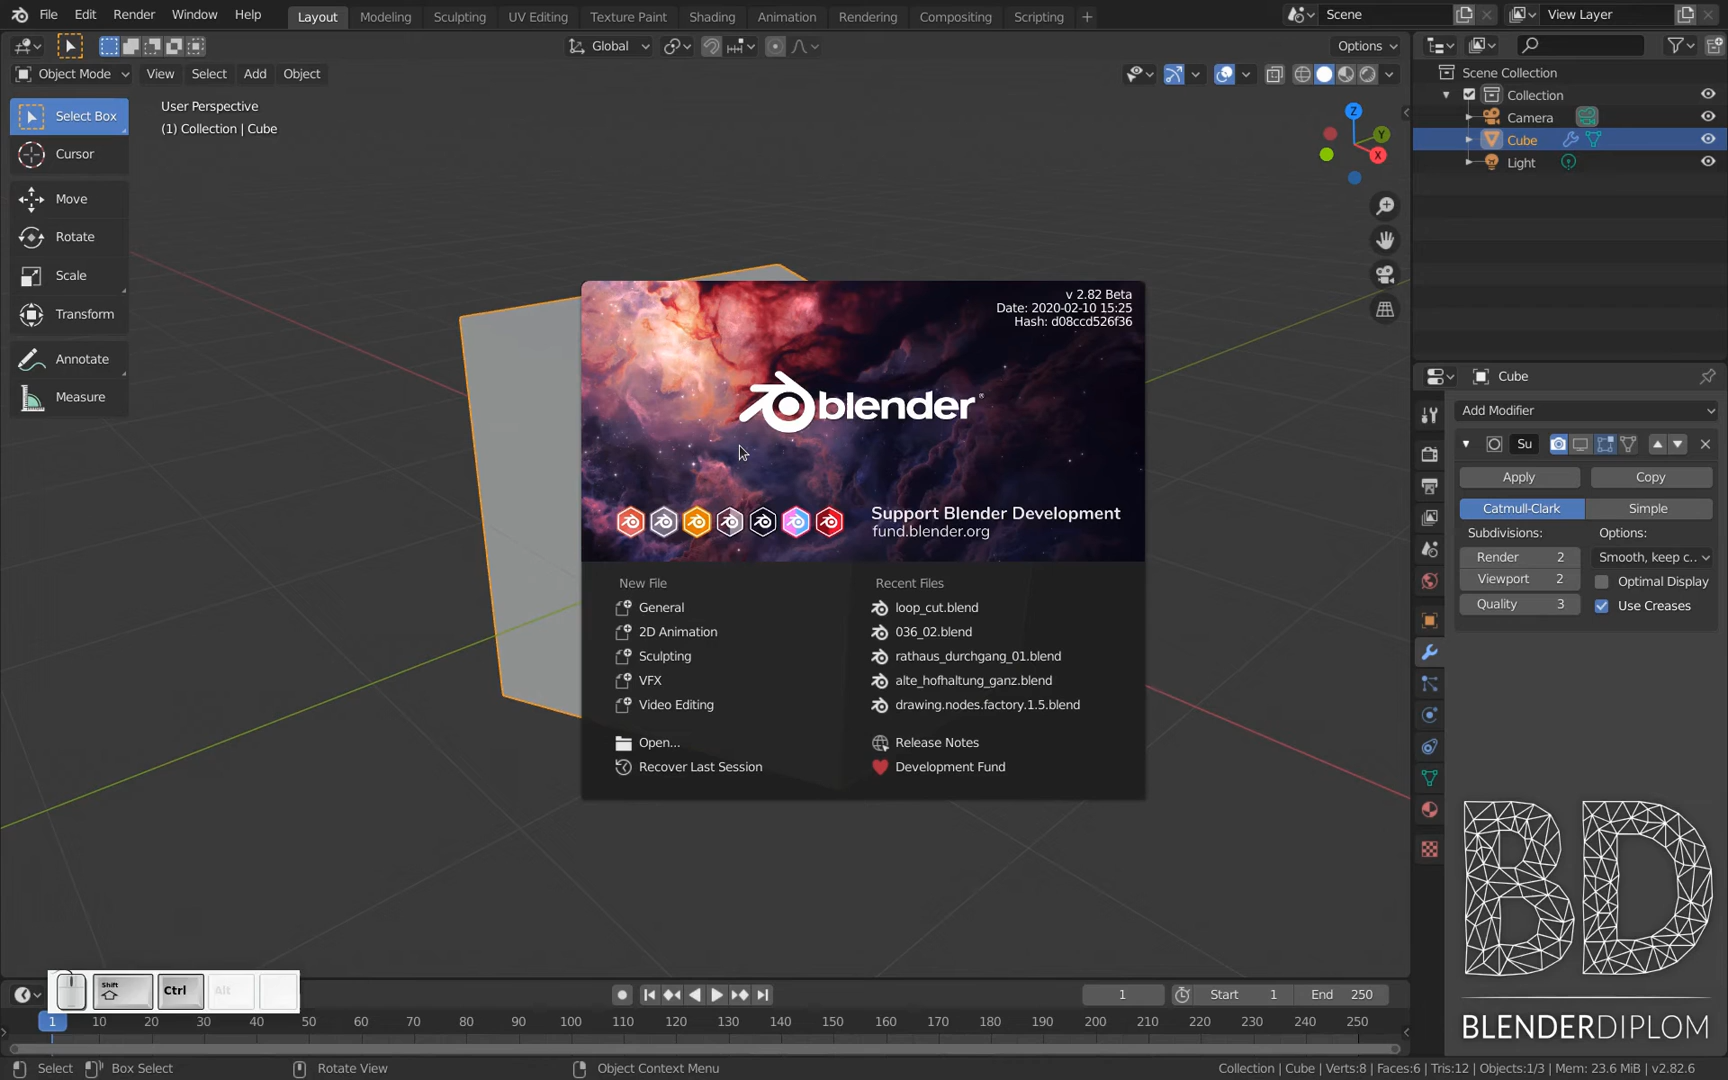 File Edit Render Window Help Layout Modeling Sculpting UV Editing Texture Paint Shading Animation Rendering Compositing Scripting + Scene View Layer
Global Options
Object Mode View Select Add Object
Select Box
Cursor
Move
Rotate
Scale
Transform
Annotate
Measure
User Perspective
(1) Collection | Cube
Z
Y
X
v 2.82 Beta
Date: 2020-02-10 15:25
Hash: d08ccd526f36
blender
Support Blender Development
fund.blender.org
New File
General
2D Animation
Sculpting
VFX
Video Editing
Open...
Recover Last Session
Recent Files
loop_cut.blend
036_02.blend
rathaus_durchgang_01.blend
alte_hofhaltung_ganz.blend
drawing.nodes.factory.1.5.blend
Release Notes
Development Fund
Scene Collection
Collection
Camera
Cube
Light
Cube
Add Modifier
Su
Apply Copy
Catmull-Clark Simple
Subdivisions: Options:
Render 2 Smooth, keep c..
Viewport 2 Optimal Display
Quality 3 Use Creases
BD
BLENDERDIPLOM
Shift Ctrl Alt
1 Start 1 End 250
1 10 20 30 40 50 60 70 80 90 100 110 120 130 140 150 160 170 180 190 200 210 220 230 240 250
Select Box Select Rotate View Object Context Menu Collection | Cube | Verts:8 | Faces:6 | Tris:12 | Objects:1/3 | Mem: 23.6 MiB | v2.82.6